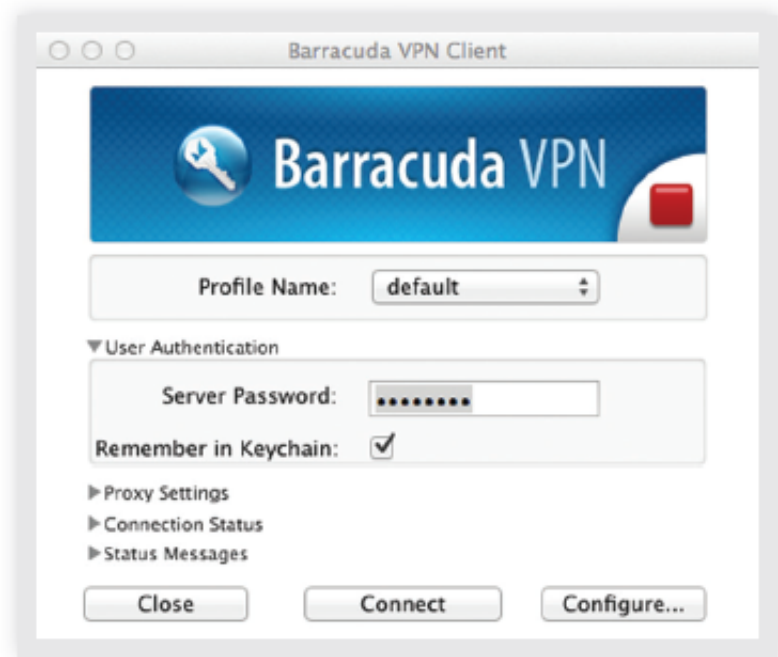 Barracuda VPN Client
Barracuda VPN
Profile Name: default
User Authentication
Server Password: ••••••••
Remember in Keychain:
Proxy Settings
Connection Status
Status Messages
Close Connect Configure...